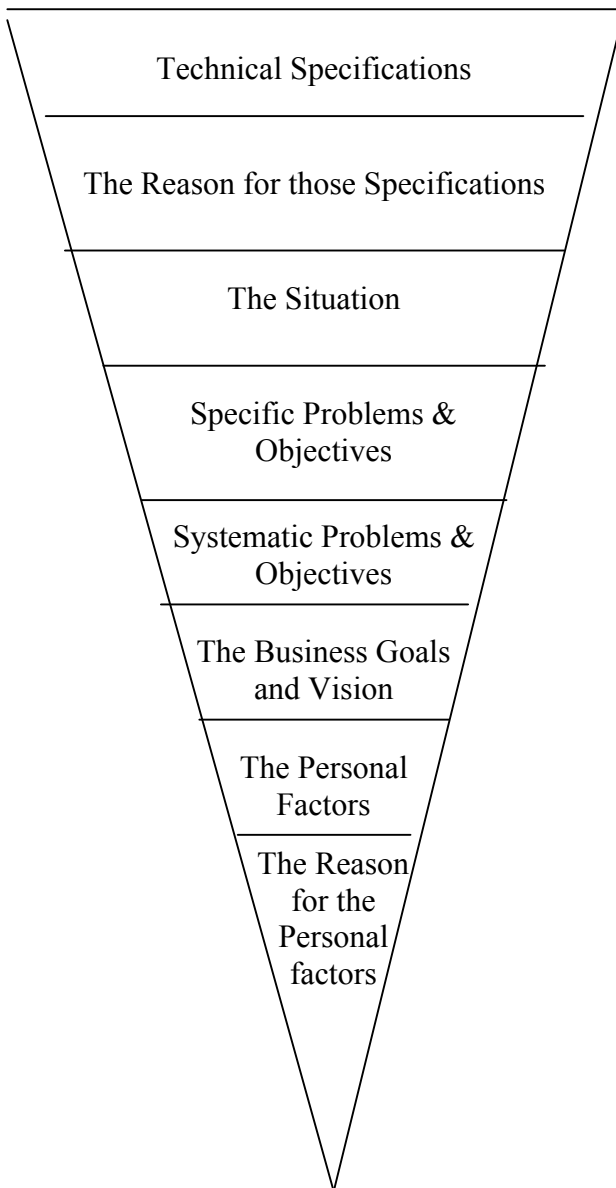 Technical Specifications
The Reason for those Specifications
The Situation
Specific Problems &
Objectives
Systematic Problems &
Objectives
The Business Goals
and Vision
The Personal
Factors
The Reason
for the
Personal
factors